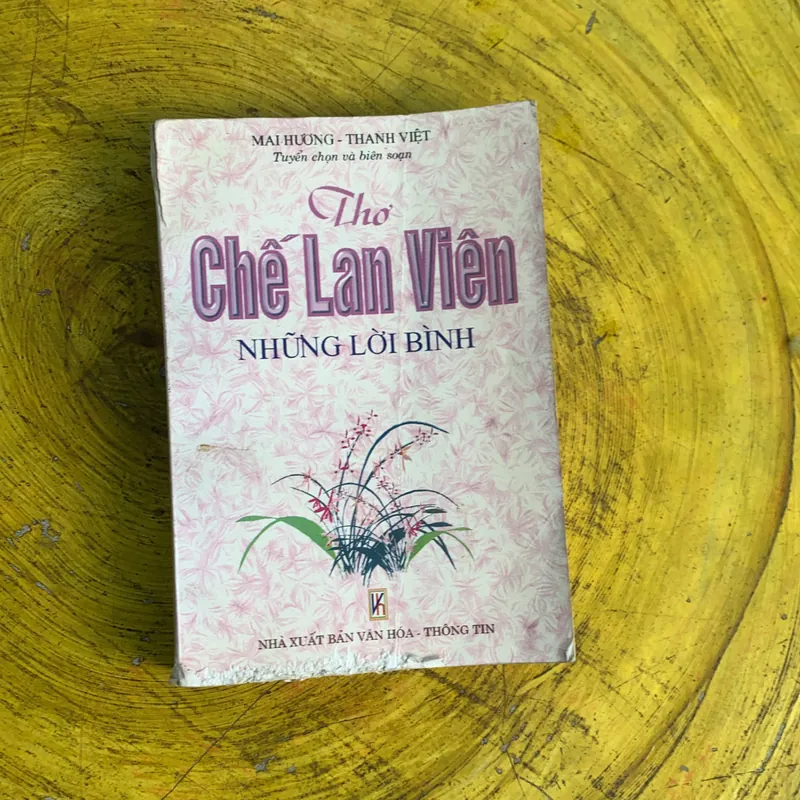 MAI HƯƠNG - THANH VIỆT
Tuyển chọn và biên soạn
Thơ
Chế Lan Viên
NHỮNG LỜI BÌNH
NHÀ XUẤT BẢN VĂN HÓA - THÔNG TIN